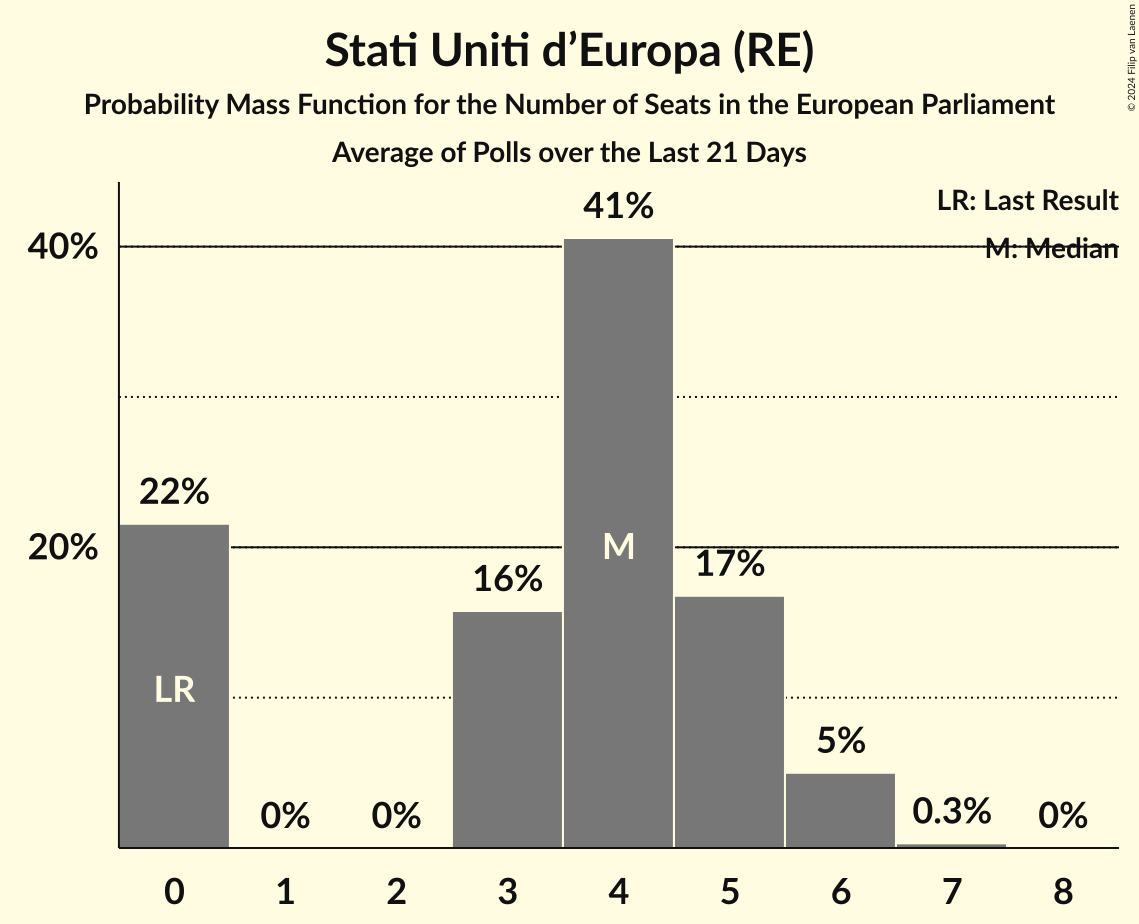 Stati Uniti d’Europa (RE)
Probability Mass Function for the Number of Seats in the European Parliament
Average of Polls over the Last 21 Days
© 2024 Filip van Laenen
LR: Last Result
M: Median
40%
20%
41%
22%
17%
16%
5%
0.3%
0%
0%
0%
M
LR
0 1 2 3 4 5 6 7 8